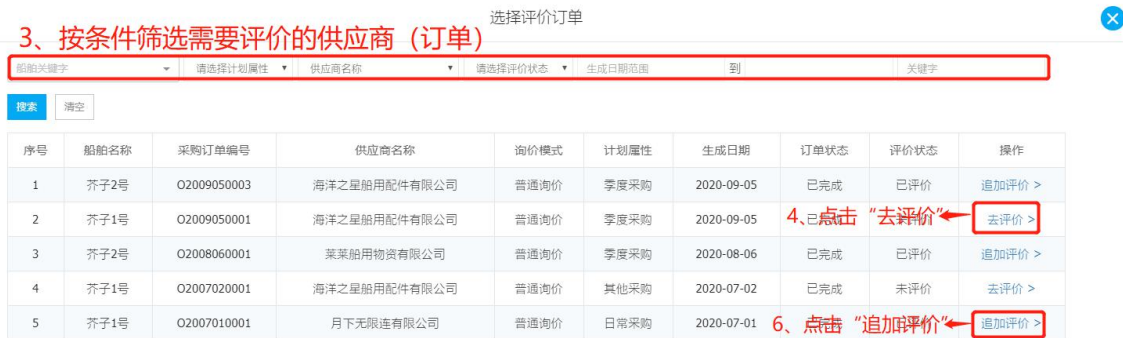 选择评价订单
3、按条件筛选需要评价的供应商（订单）
船舶关键字 请选择计划属性 供应商名称 请选择评价状态 生成日期范围 到 关键字
搜索 清空
序号 船舶名称 采购订单编号 供应商名称 询价模式 计划属性 生成日期 订单状态 评价状态 操作
1 芥子2号 O2009050003 海洋之星船用配件有限公司 普通询价 季度采购 2020-09-05 已完成 已评价 追加评价 >
2 芥子1号 O2009050001 海洋之星船用配件有限公司 普通询价 季度采购 2020-09-05 4、点击“去评价” 去评价 >
3 芥子2号 O2008060001 莱莱船用物资有限公司 普通询价 季度采购 2020-08-06 已完成 已评价 追加评价 >
4 芥子1号 O2007020001 海洋之星船用配件有限公司 普通询价 其他采购 2020-07-02 已完成 未评价 去评价 >
5 芥子1号 O2007010001 月下无限连有限公司 普通询价 日常采购 2020-07-01 6、点击“追加评价” 追加评价 >